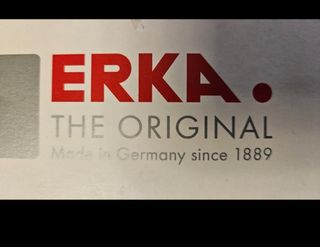 ERKA.
THE ORIGINAL
Made in Germany since 1889